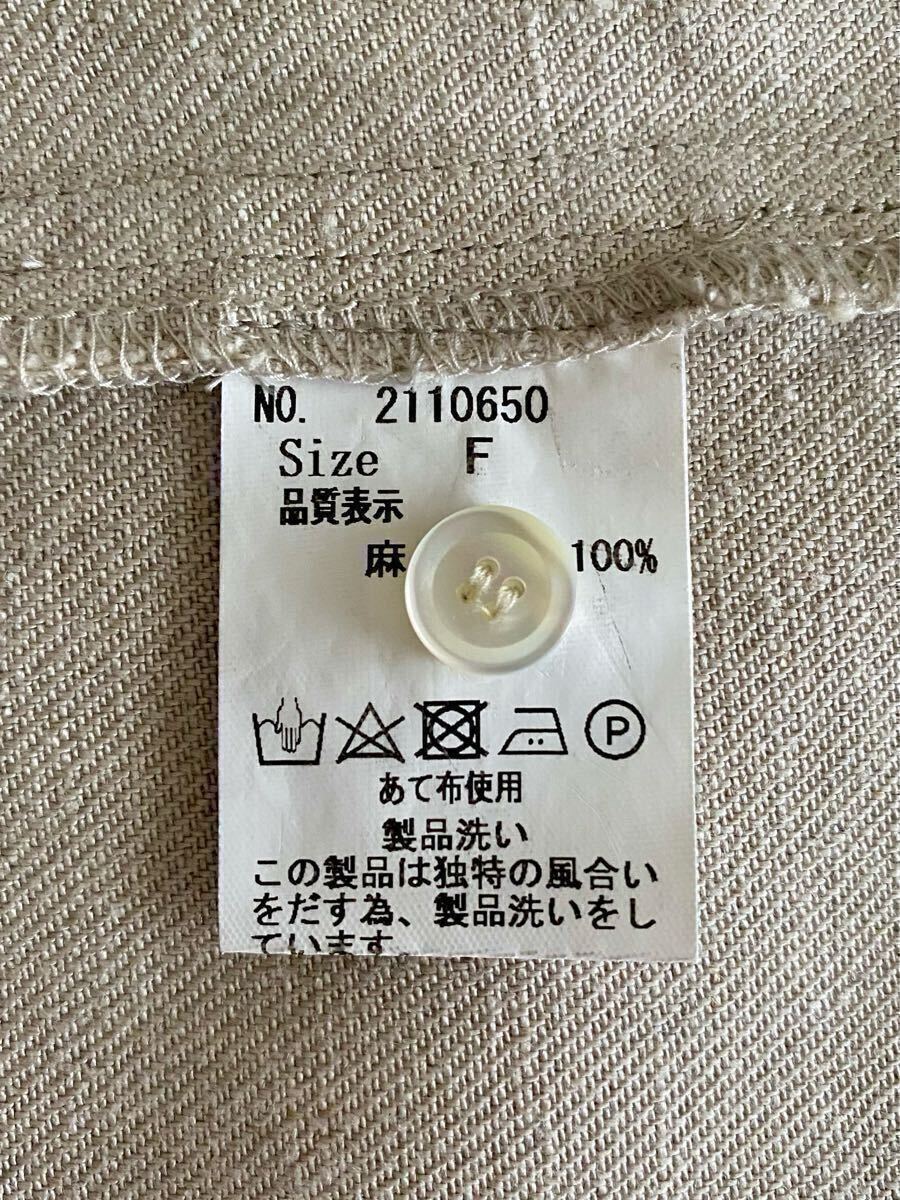 NO. 2110650
Size F
品質表示
麻 100%
P
あて布使用
製品洗い
この製品は独特の風合い
をだす為、製品洗いをし
ています。